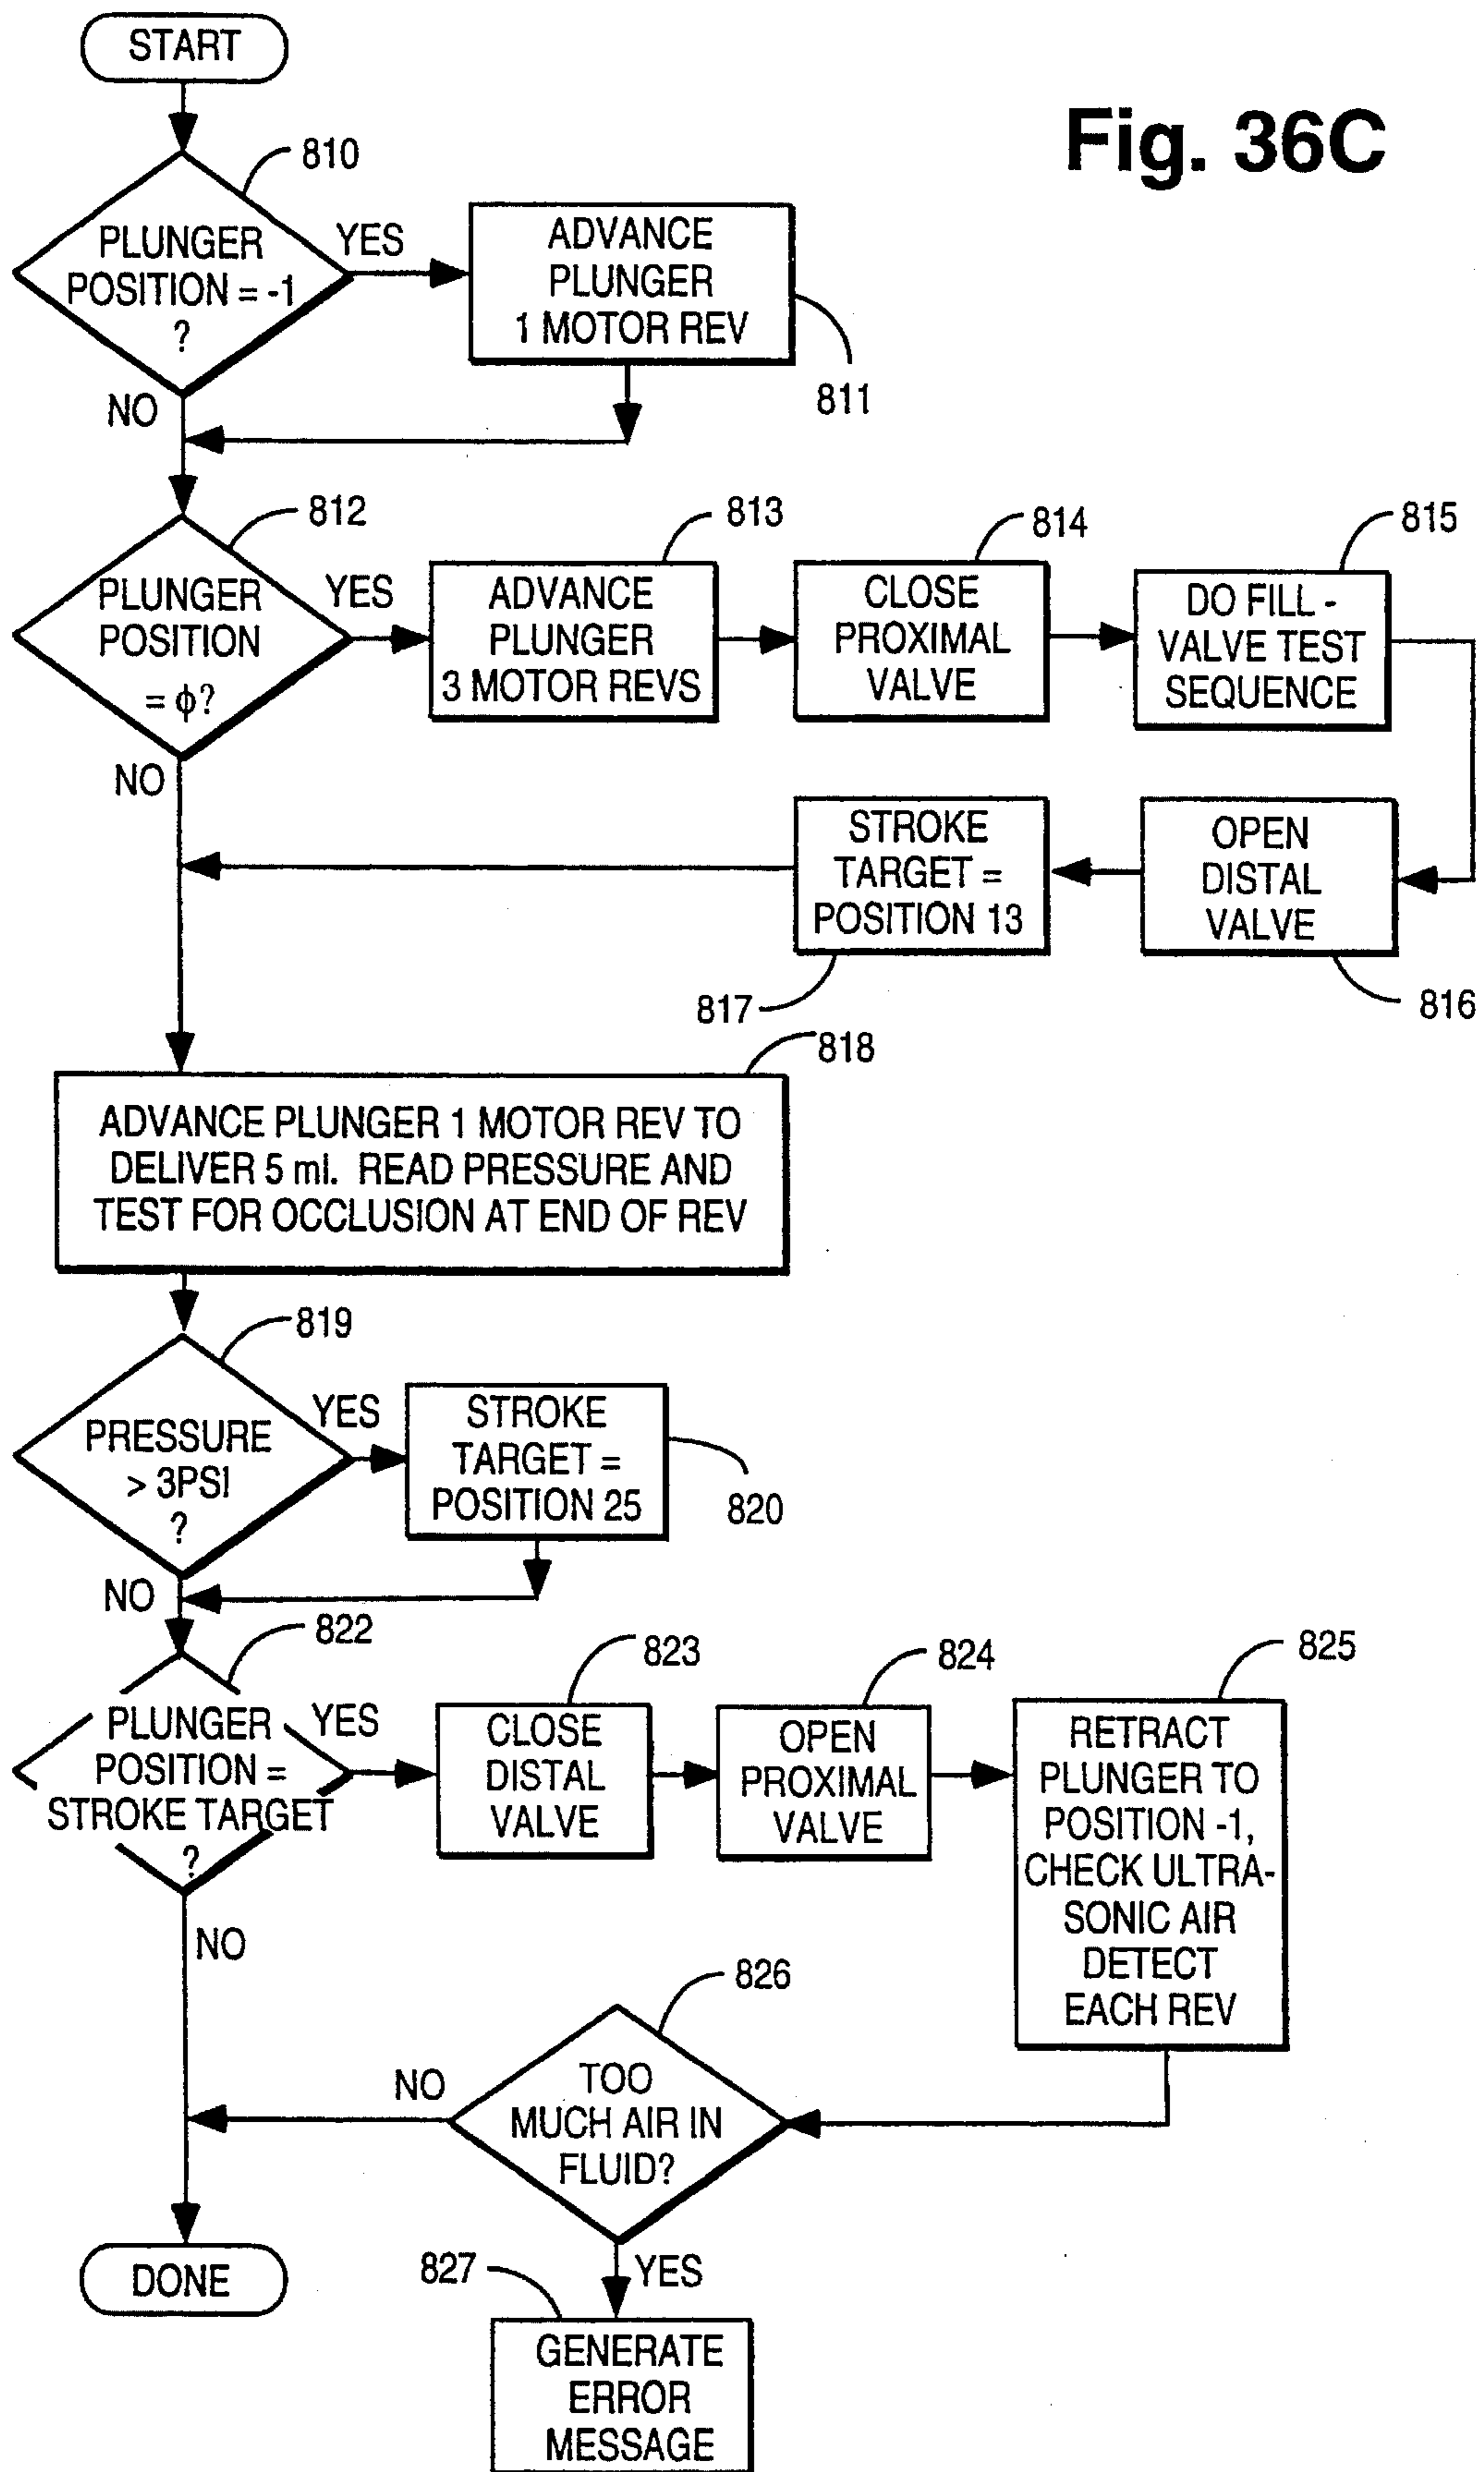 START
Fig. 36C
810
PLUNGER
POSITION = -1
?
YES
ADVANCE
PLUNGER
1 MOTOR REV
811
NO
812
PLUNGER
POSITION
= ϕ?
YES
813
ADVANCE
PLUNGER
3 MOTOR REVS
814
CLOSE
PROXIMAL
VALVE
815
DO FILL -
VALVE TEST
SEQUENCE
NO
STROKE
TARGET =
POSITION 13
817
OPEN
DISTAL
VALVE
816
818
ADVANCE PLUNGER 1 MOTOR REV TO
DELIVER 5 ml. READ PRESSURE AND
TEST FOR OCCLUSION AT END OF REV
819
PRESSURE
> 3PSI
?
YES
STROKE
TARGET =
POSITION 25
820
NO
822
PLUNGER
POSITION =
STROKE TARGET
?
YES
823
CLOSE
DISTAL
VALVE
824
OPEN
PROXIMAL
VALVE
825
RETRACT
PLUNGER TO
POSITION -1,
CHECK ULTRA-
SONIC AIR
DETECT
EACH REV
NO
826
TOO
MUCH AIR IN
FLUID?
NO
YES
DONE
827
GENERATE
ERROR
MESSAGE